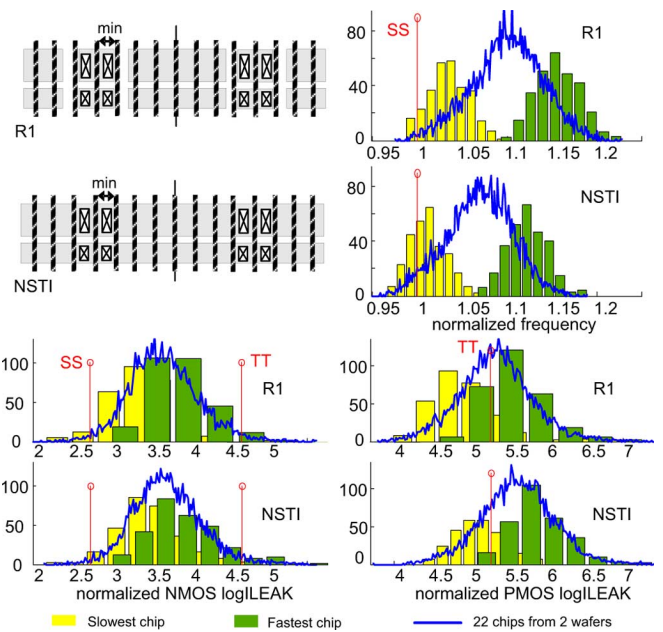 min
R1
min
NSTI
SS
R1
80
40
0
0.95 1 1.05 1.1 1.15 1.2
NSTI
80
40
0
0.95 1 1.05 1.1 1.15 1.2
normalized frequency
SS
TT
R1
100
50
0
2 2.5 3 3.5 4 4.5 5
NSTI
100
50
0
2 2.5 3 3.5 4 4.5 5
normalized NMOS logILEAK
TT
R1
100
50
0
4 4.5 5 5.5 6 6.5 7
NSTI
100
50
0
4 4.5 5 5.5 6 6.5 7
normalized PMOS logILEAK
Slowest chip
Fastest chip
22 chips from 2 wafers